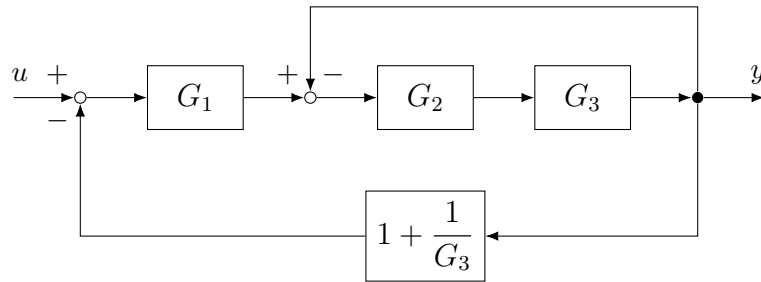 u + − + − y
G₁ G₂ G₃
1 + 1/G₃